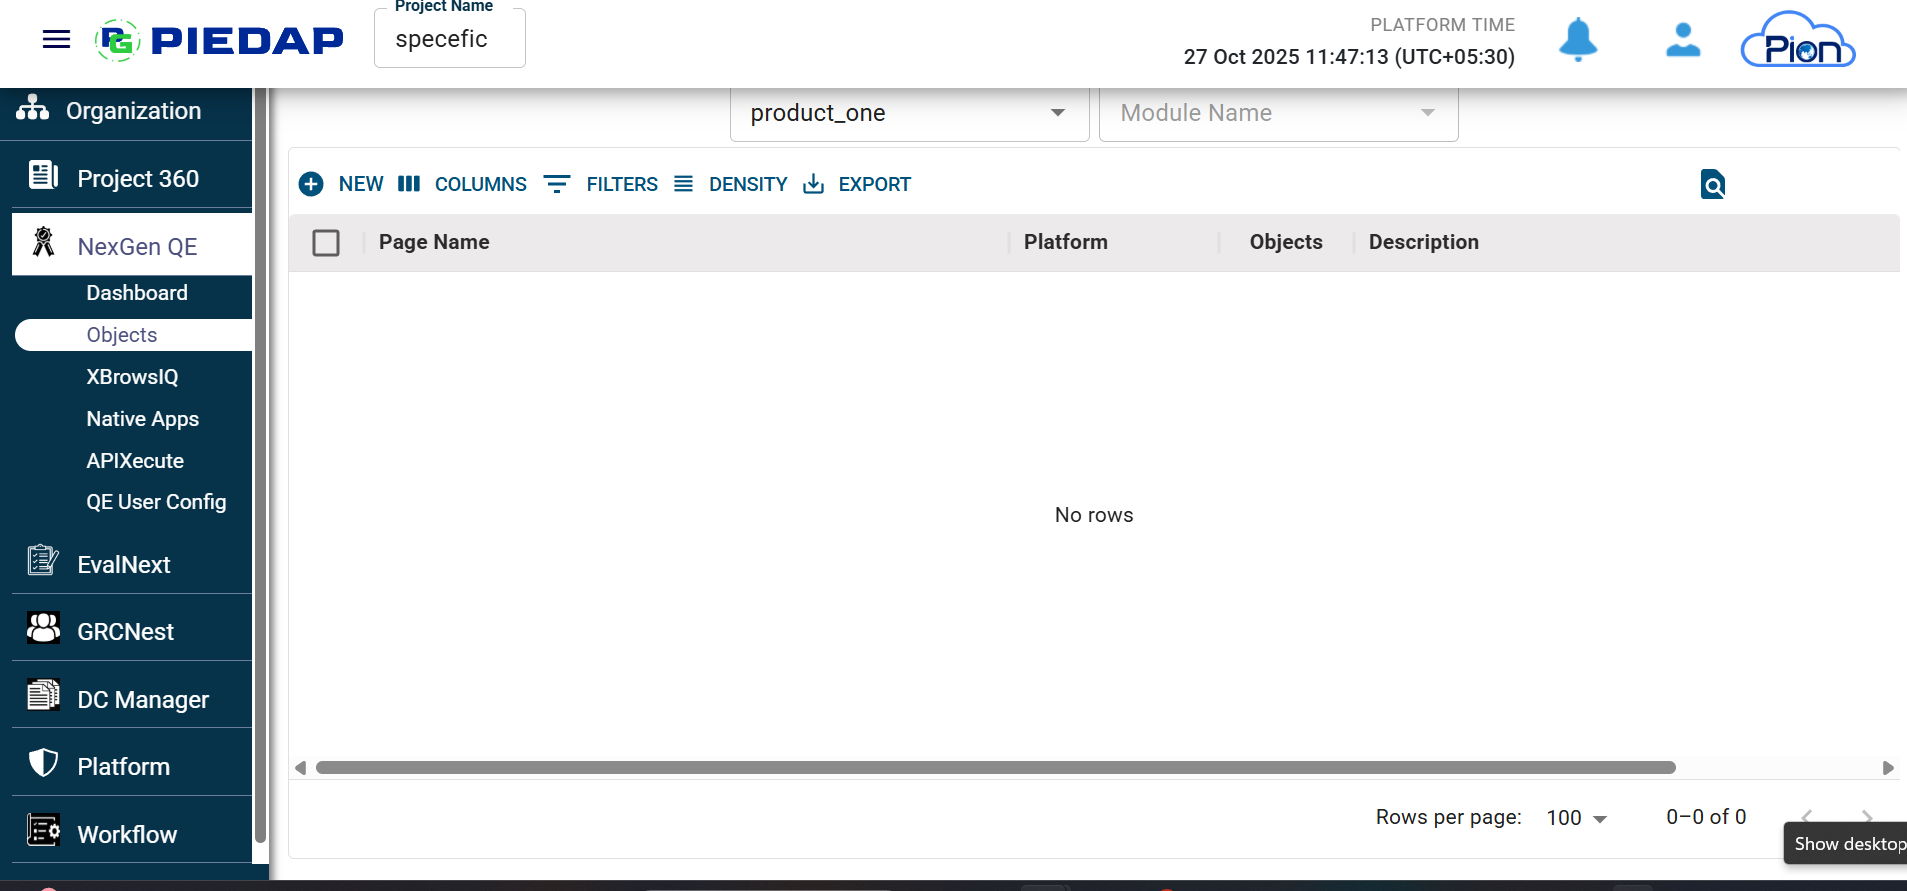 Project Name
PG PIEDAP
specefic
PLATFORM TIME
27 Oct 2025 11:47:13 (UTC+05:30)
Pion
Organization
Project 360
NexGen QE
Dashboard
Objects
XBrowsIQ
Native Apps
APIXecute
QE User Config
EvalNext
GRCNest
DC Manager
Platform
Workflow
product_one
Module Name
NEW COLUMNS FILTERS DENSITY EXPORT
Page Name Platform Objects Description
No rows
Rows per page: 100 0–0 of 0
Show desktop